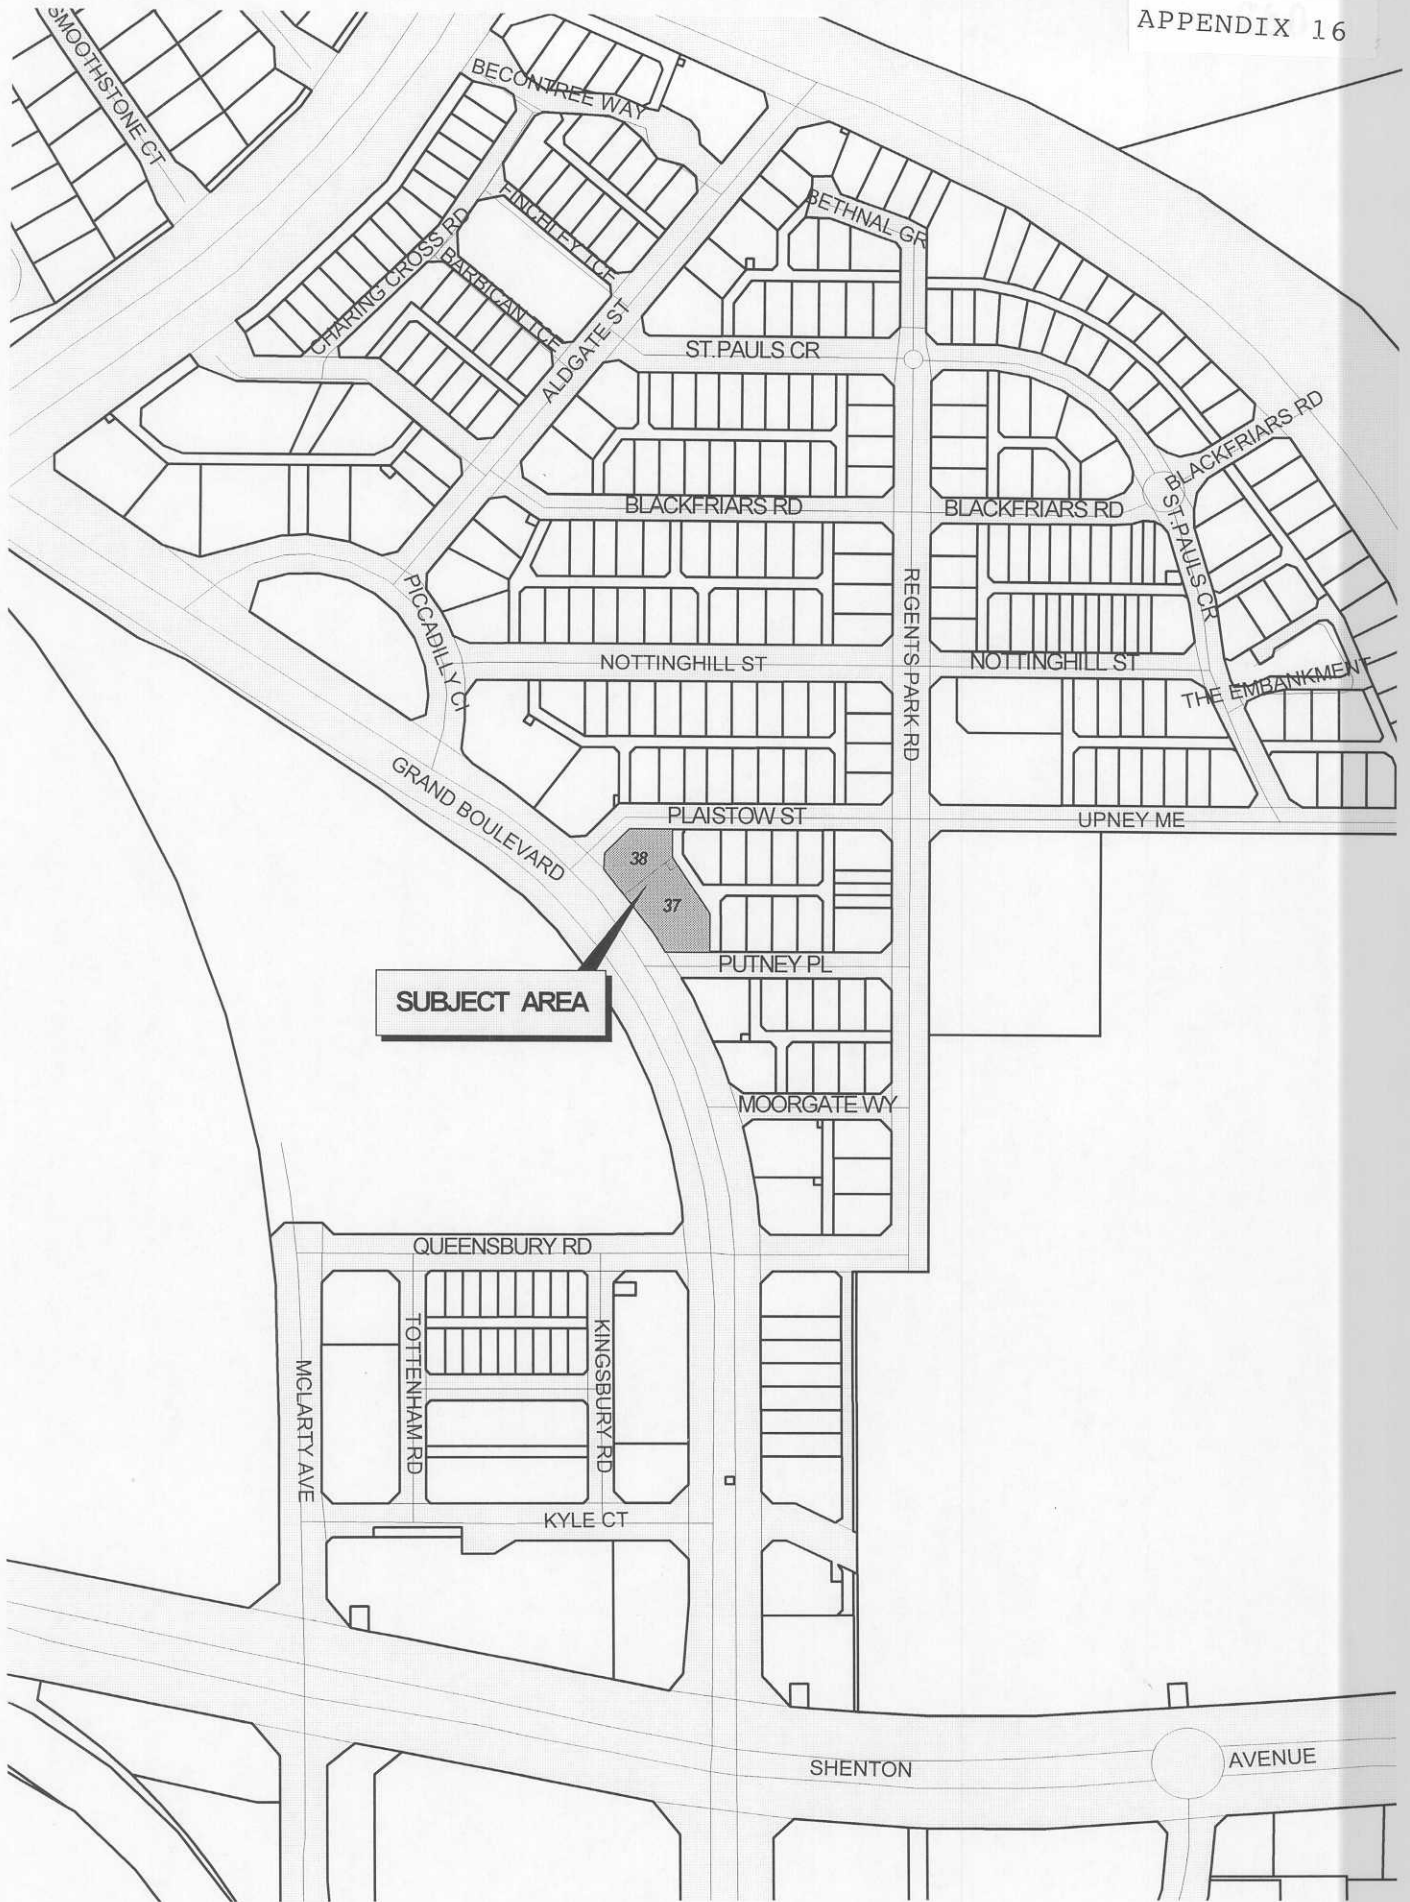 APPENDIX 16
SMOOTHSTONE CT
BECONTREE WAY
BETHNAL GR
FINCHLEY TCE
CHARING CROSS RD
BARBICAN TCE
ALDGATE ST
ST.PAULS CR
BLACKFRIARS RD
BLACKFRIARS RD
BLACKFRIARS RD
ST.PAULS CR
PICCADILLY CI
REGENTS PARK RD
NOTTINGHILL ST
NOTTINGHILL ST
THE EMBANKMENT
GRAND BOULEVARD
PLAISTOW ST
UPNEY ME
38
37
PUTNEY PL
SUBJECT AREA
MOORGATE WY
QUEENSBURY RD
TOTTENHAM RD
KINGSBURY RD
MCLARTY AVE
KYLE CT
SHENTON AVENUE